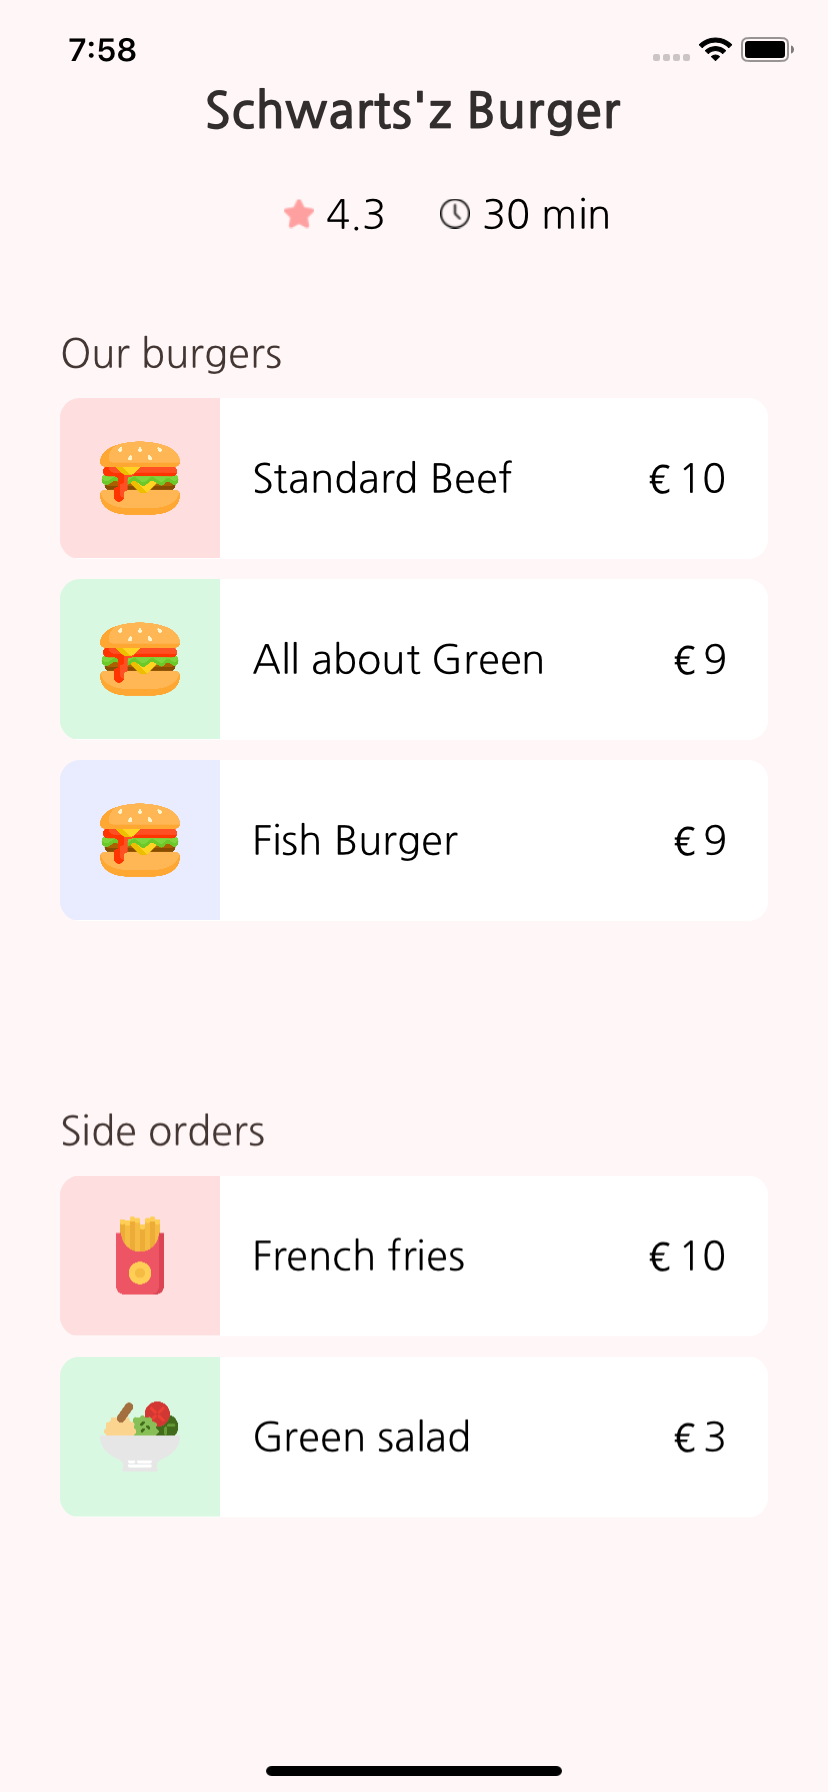 7:58
Schwarts'z Burger
4.3 30 min
Our burgers
Standard Beef € 10
All about Green € 9
Fish Burger € 9
Side orders
French fries € 10
Green salad € 3